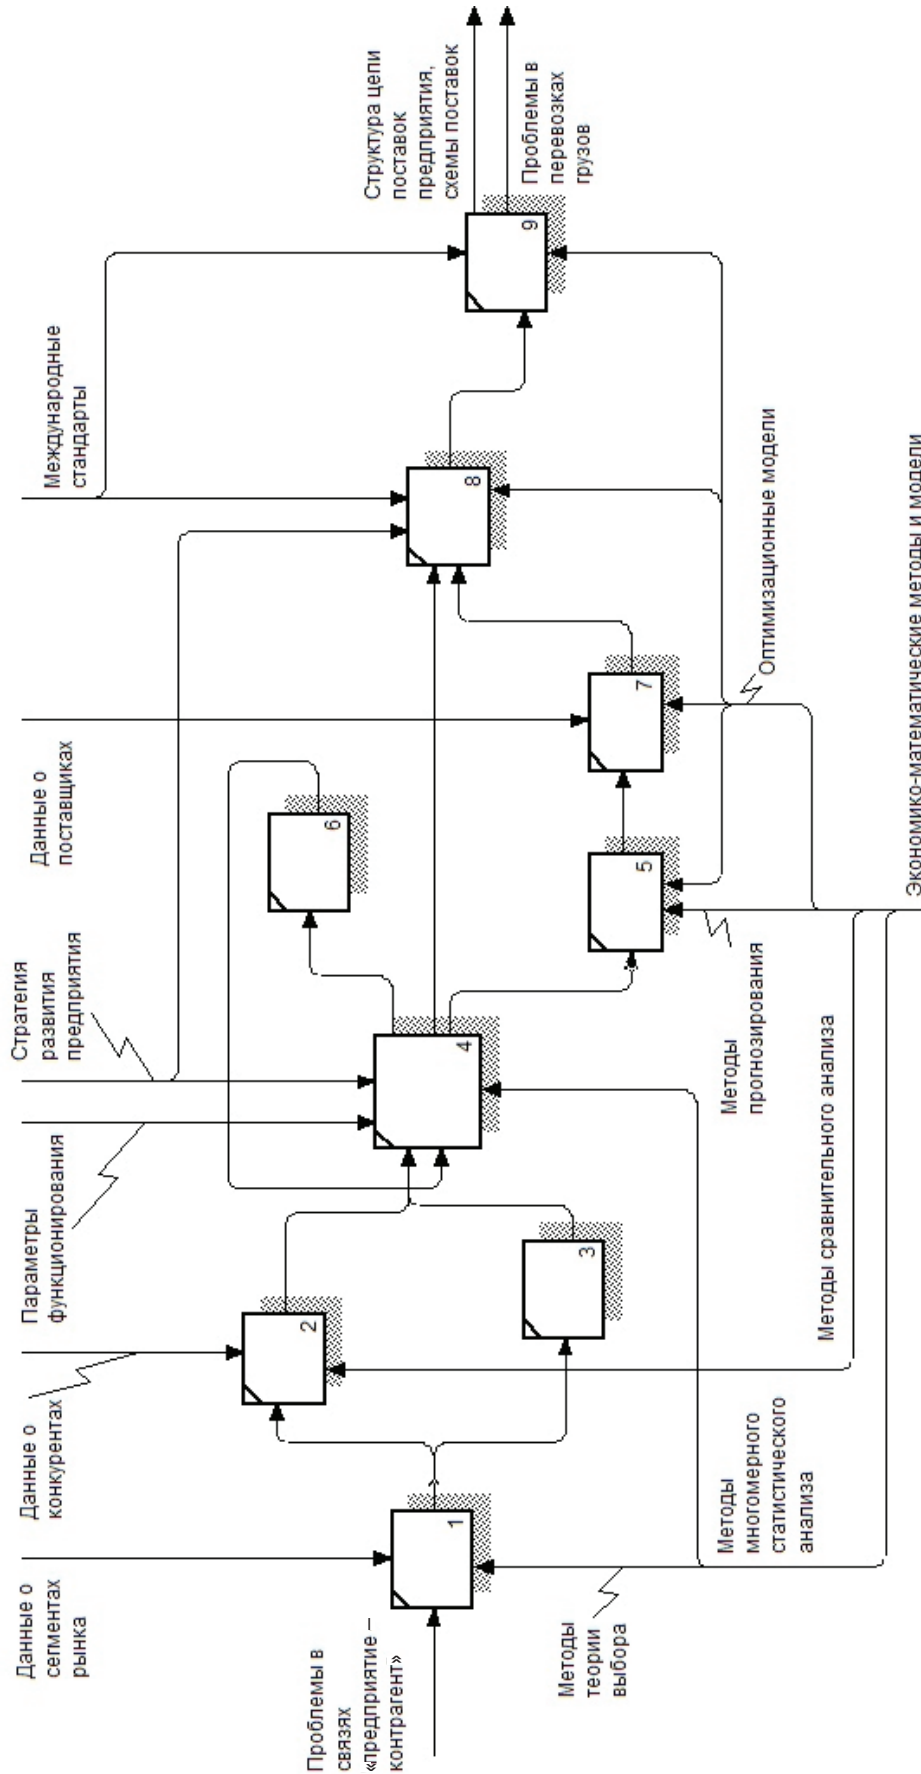 Данные о
сегментах
рынка
Данные о
конкурентах
Параметры
функционирования
Стратегия
развития
предприятия
Данные о
поставщиках
Международные
стандарты
Проблемы в
связях
«предприятие –
контрагент»
1
2
3
4
5
6
7
8
9
Структура цепи
поставок
предприятия,
схемы поставок
Проблемы в
перевозках
грузов
Методы
теории
выбора
Методы
многомерного
статистического
анализа
Методы сравнительного анализа
Методы
прогнозирования
Оптимизационные модели
Экономико-математические методы и модели